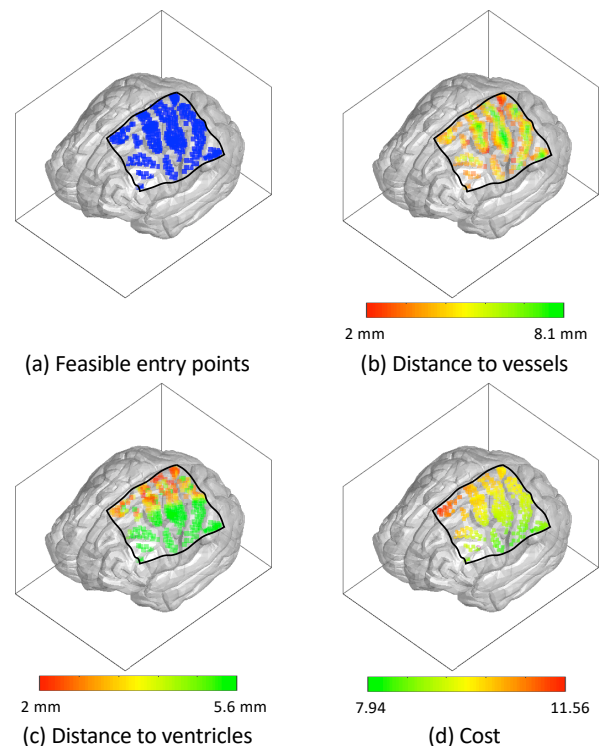 2 mm 8.1 mm
(a) Feasible entry points (b) Distance to vessels
2 mm 5.6 mm 7.94 11.56
(c) Distance to ventricles (d) Cost